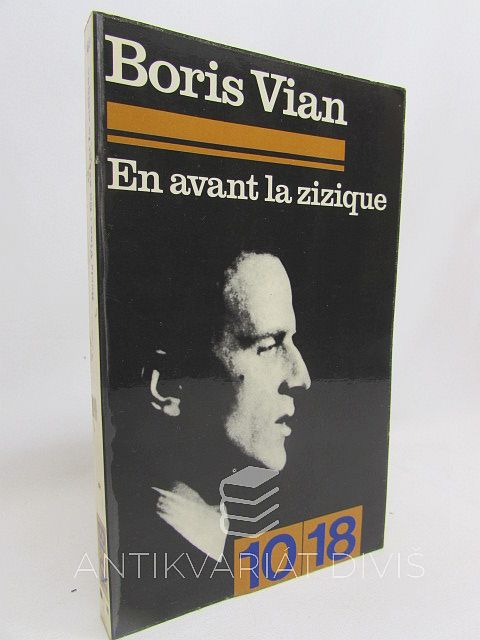 Boris Vian
En avant la zizique
10 18
ANTIKVARIÁT DIVIŠ